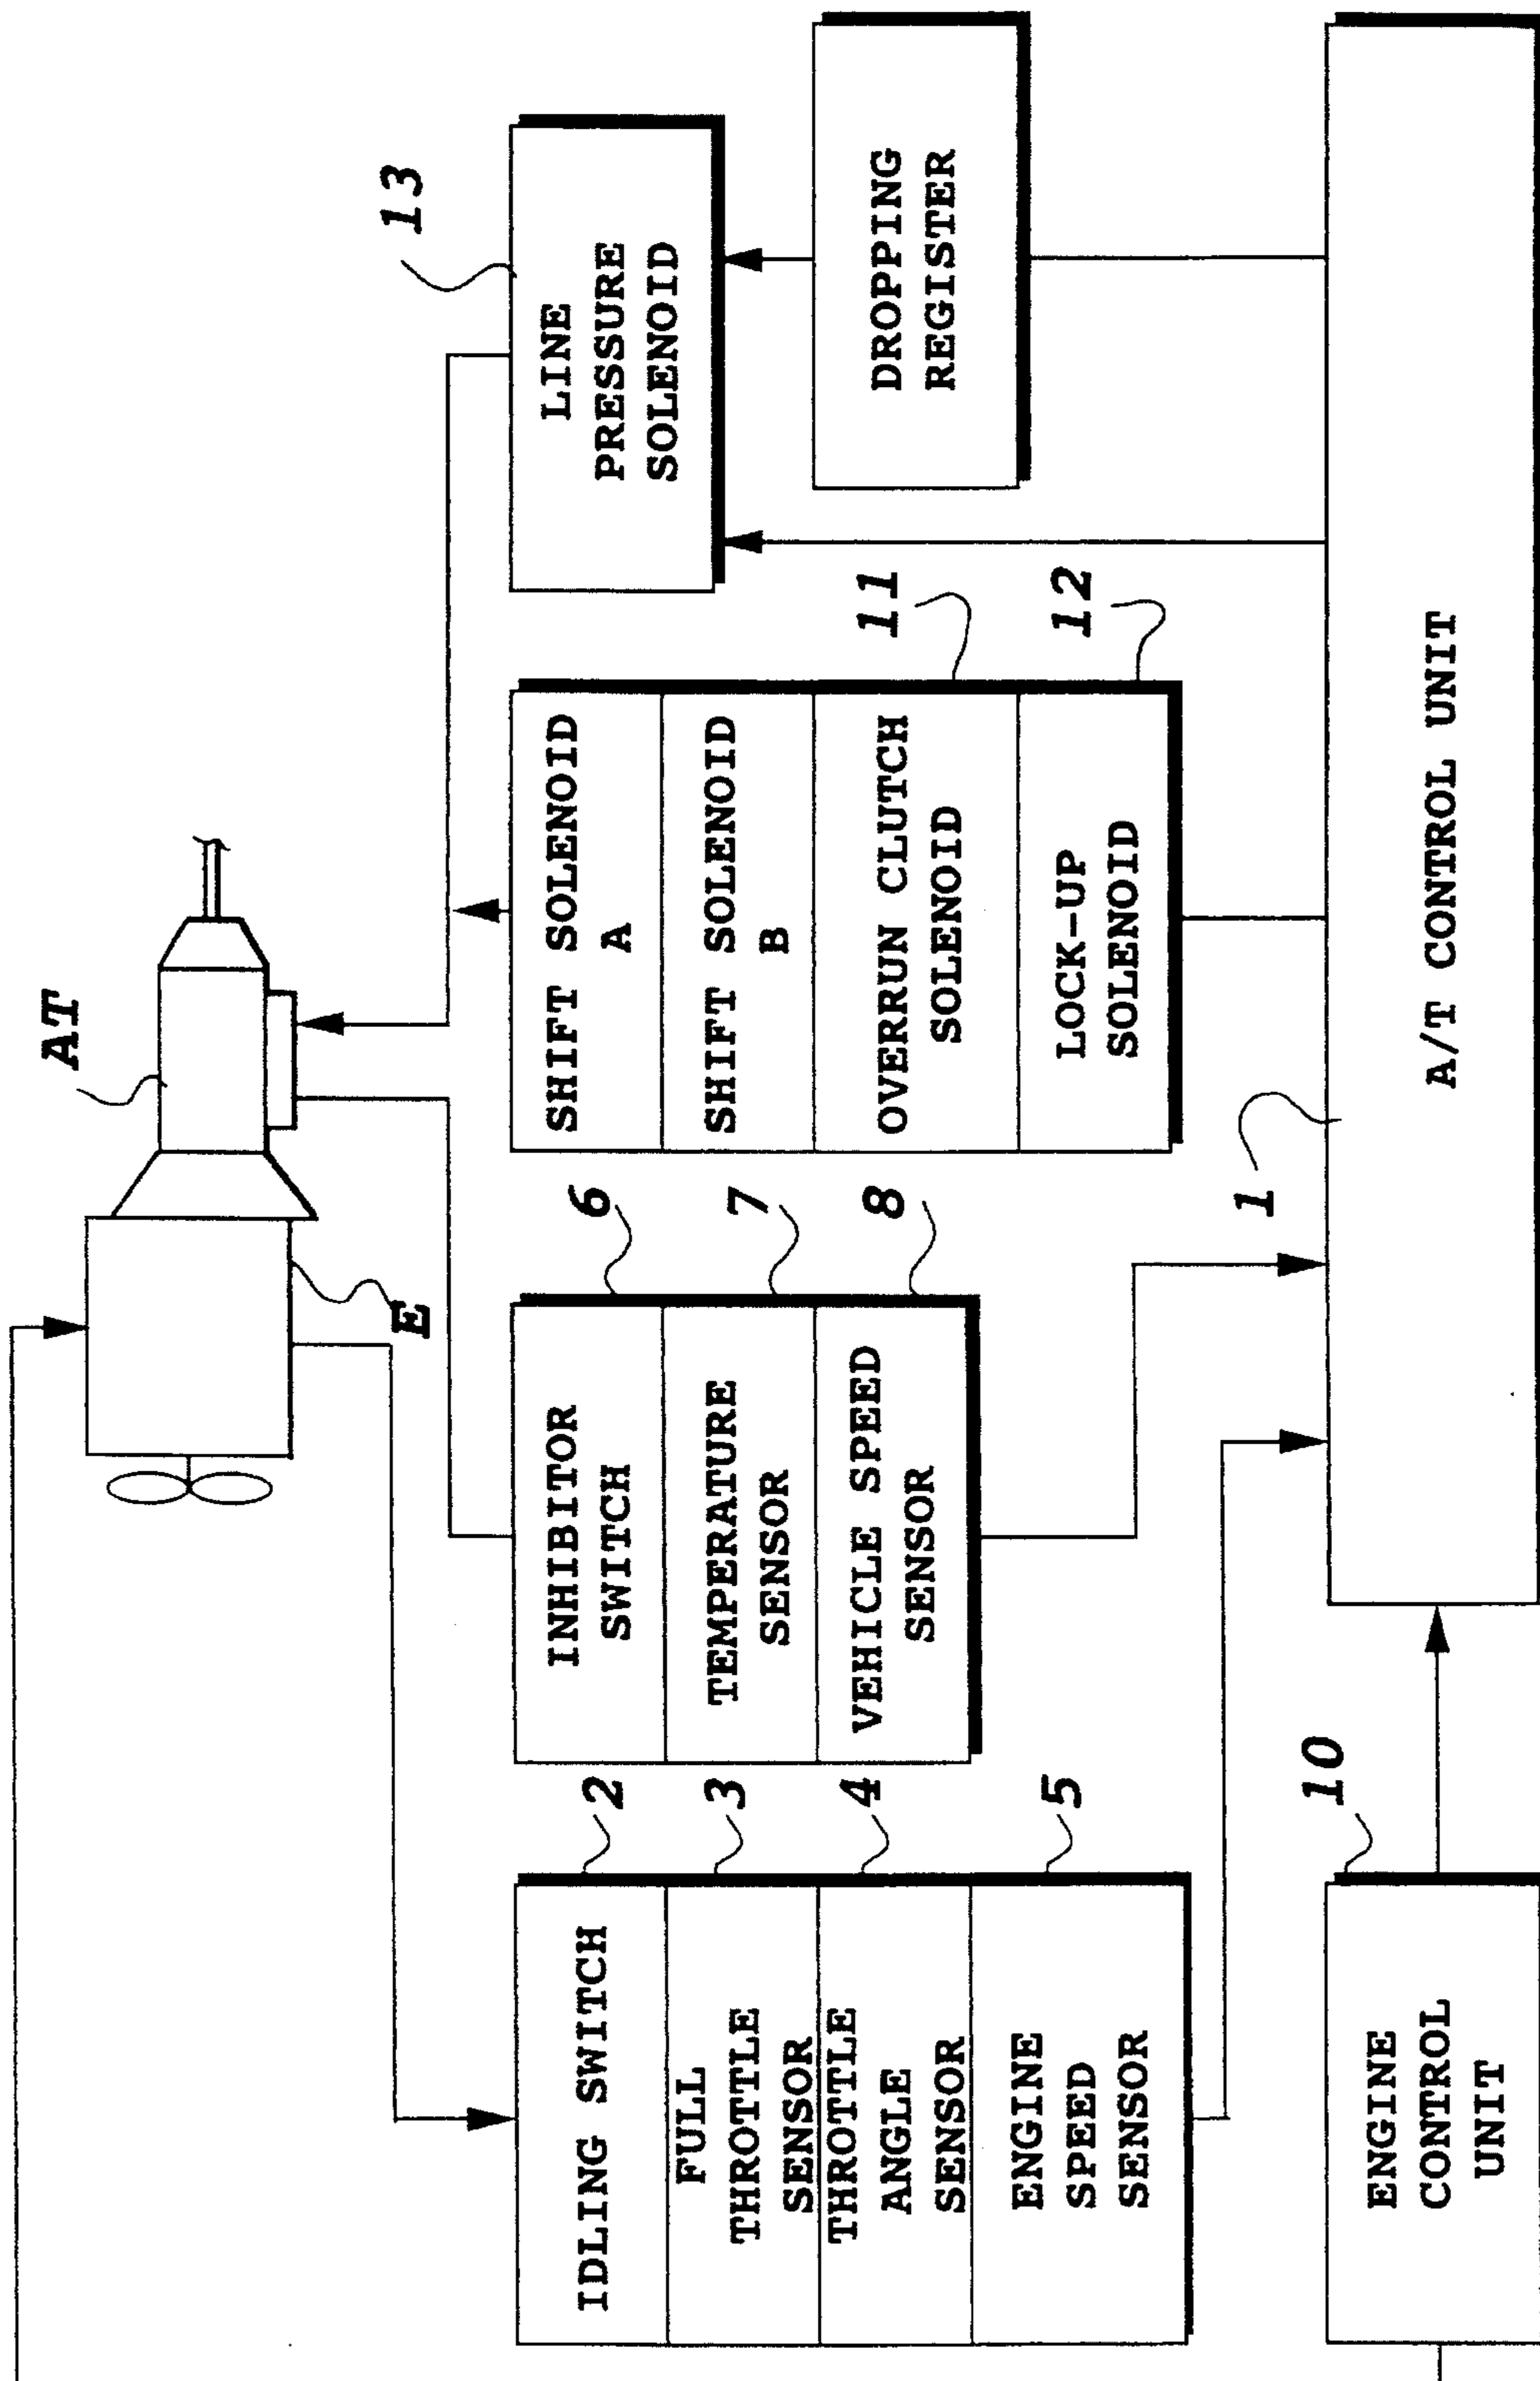 AT
E
13
LINE
PRESSURE
SOLENOID
DROPPING
REGISTER
SHIFT SOLENOID
A
SHIFT SOLENOID
B
OVERRUN CLUTCH
SOLENOID
11
LOCK-UP
SOLENOID
12
INHIBITOR
SWITCH
6
TEMPERATURE
SENSOR
7
VEHICLE SPEED
SENSOR
8
IDLING SWITCH
2
FULL
THROTTLE
SENSOR
3
THROTTLE
ANGLE
SENSOR
4
ENGINE
SPEED
SENSOR
5
ENGINE
CONTROL
UNIT
10
A/T CONTROL UNIT
1